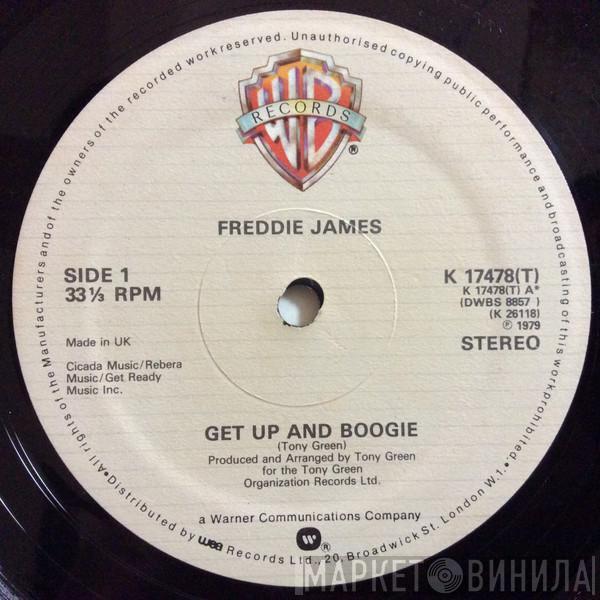 •All rights of the Manufacturers and of the owners of the recorded work reserved. Unauthorised copying public performance and broadcasting of this work prohibited.•
WB
RECORDS
®
FREDDIE JAMES
SIDE 1
33⅓ RPM
K 17478(T)
K 17478(T) A*
(DWBS 8857 )
(K 26118)
℗ 1979
STEREO
Made in UK
Cicada Music/Rebera
Music/Get Ready
Music Inc.
GET UP AND BOOGIE
(Tony Green)
Produced and Arranged by Tony Green
for the Tony Green
Organization Records Ltd.
a Warner Communications Company
W ®
Distributed by wea Records Ltd., 20, Broadwick St. London W.1.
МАРКЕТ ВИНИЛА